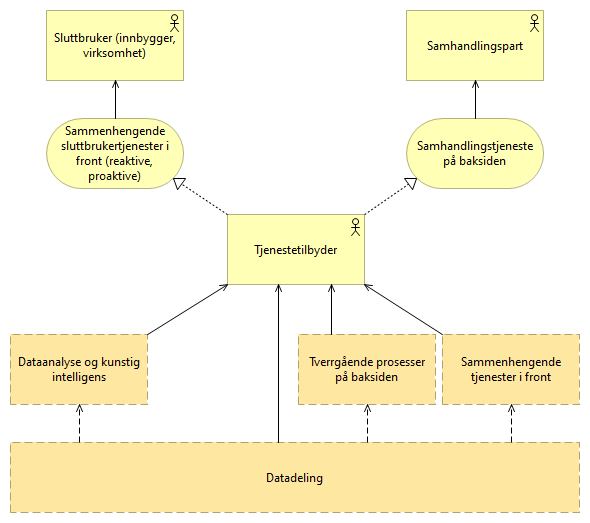 Sluttbruker (innbygger,
virksomhet)
Samhandlingspart
Sammenhengende
sluttbrukertjenester i
front (reaktive,
proaktive)
Samhandlingstjeneste
på baksiden
Tjenestetilbyder
Dataanalyse og kunstig
intelligens
Tverrgående prosesser
på baksiden
Sammenhengende
tjenester i front
Datadeling